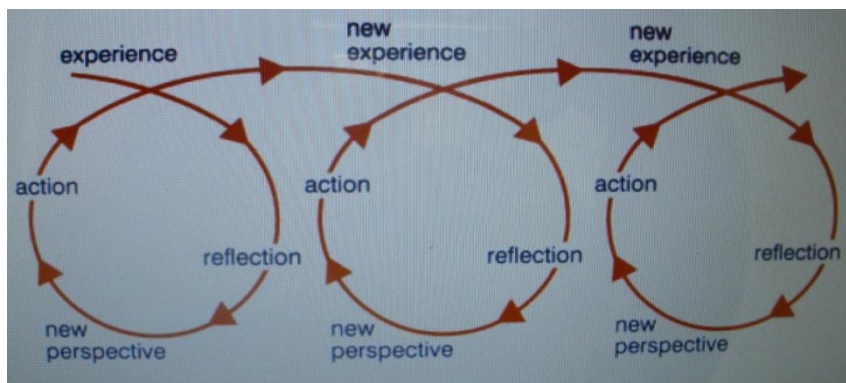 experience
action
reflection
new
perspective
new
experience
action
reflection
new
perspective
new
experience
action
reflection
new
perspective